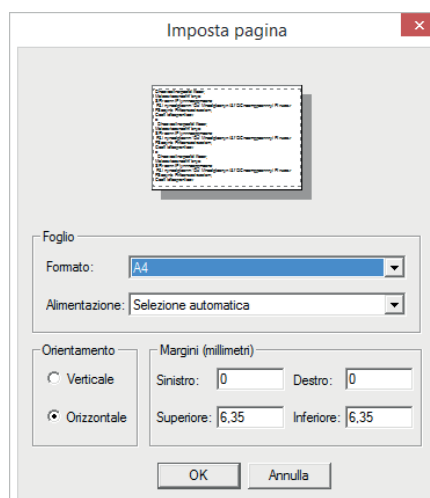 Imposta pagina
Foglio
Formato: A4
Alimentazione: Selezione automatica
Orientamento
Verticale
Orizzontale
Margini (millimetri)
Sinistro: 0 Destro: 0
Superiore: 6,35 Inferiore: 6,35
OK Annulla